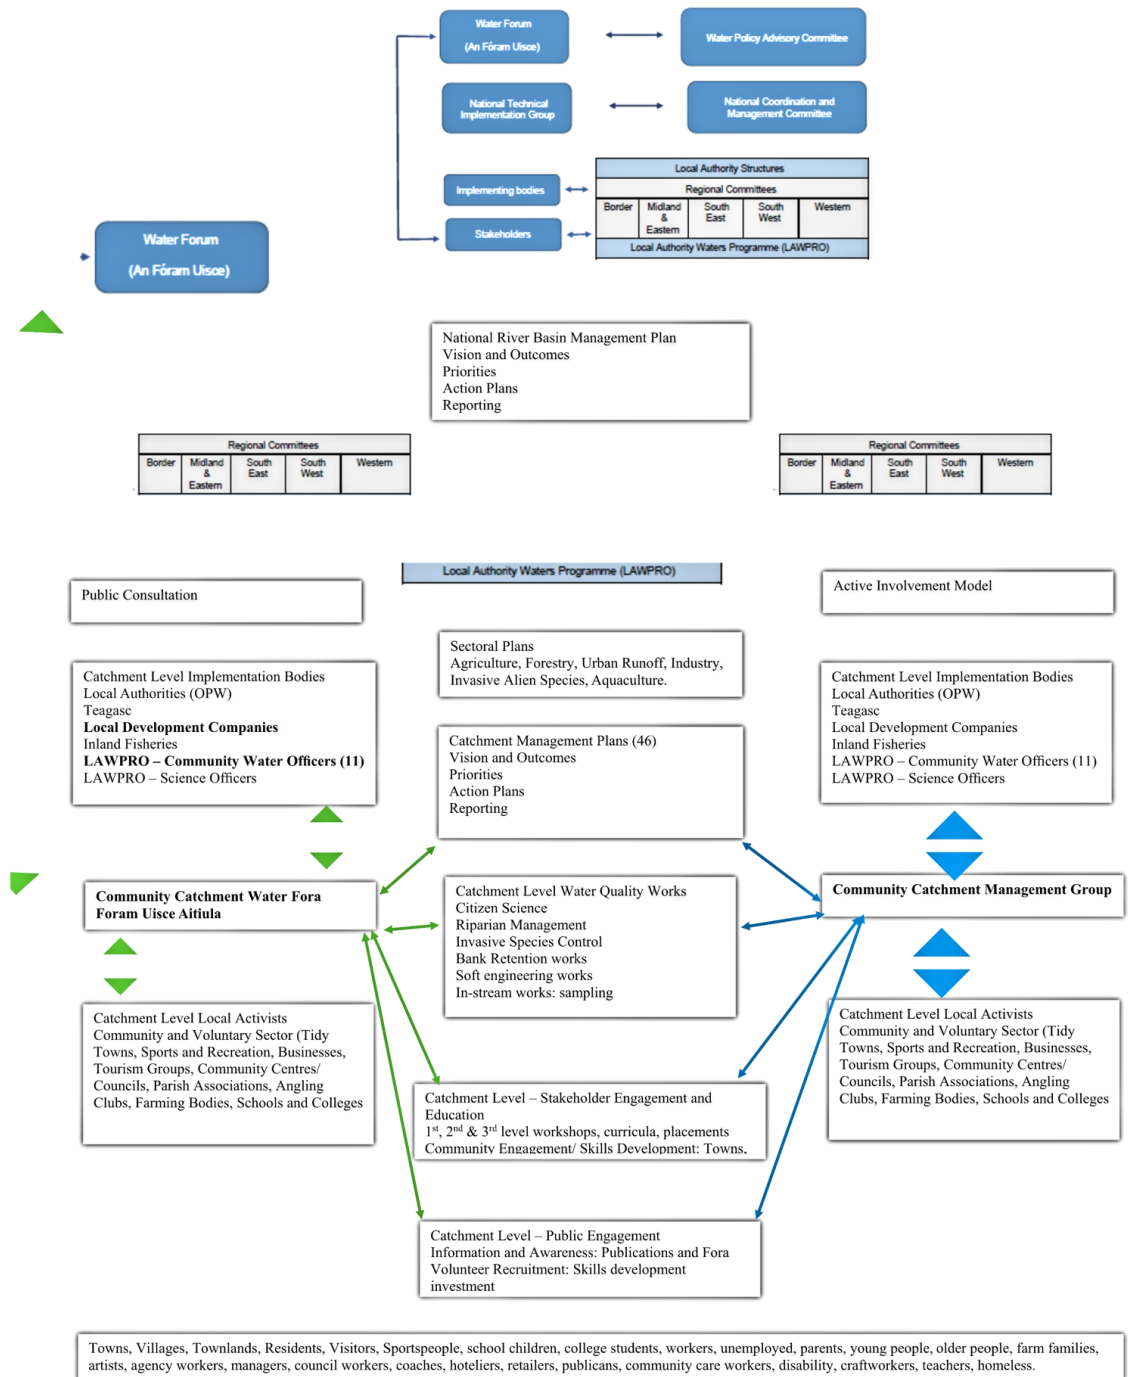 Water Forum
(An Fóram Uisce)
Water Policy Advisory Committee
National Technical
Implementation Group
National Coordination and
Management Committee
Implementing bodies
Stakeholders
Local Authority Structures
Regional Committees
Border
Midland
&
Eastern
South
East
South
West
Western
Local Authority Waters Programme (LAWPRO)
Water Forum
(An Fóram Uisce)
National River Basin Management Plan
Vision and Outcomes
Priorities
Action Plans
Reporting
Regional Committees
Border
Midland
&
Eastern
South
East
South
West
Western
Regional Committees
Border
Midland
&
Eastern
South
East
South
West
Western
Local Authority Waters Programme (LAWPRO)
Public Consultation
Active Involvement Model
Sectoral Plans
Agriculture, Forestry, Urban Runoff, Industry,
Invasive Alien Species, Aquaculture.
Catchment Level Implementation Bodies
Local Authorities (OPW)
Teagasc
Local Development Companies
Inland Fisheries
LAWPRO – Community Water Officers (11)
LAWPRO – Science Officers
Catchment Management Plans (46)
Vision and Outcomes
Priorities
Action Plans
Reporting
Catchment Level Implementation Bodies
Local Authorities (OPW)
Teagasc
Local Development Companies
Inland Fisheries
LAWPRO – Community Water Officers (11)
LAWPRO – Science Officers
Community Catchment Water Fora
Foram Uisce Aitiula
Catchment Level Water Quality Works
Citizen Science
Riparian Management
Invasive Species Control
Bank Retention works
Soft engineering works
In-stream works: sampling
Community Catchment Management Group
Catchment Level Local Activists
Community and Voluntary Sector (Tidy
Towns, Sports and Recreation, Businesses,
Tourism Groups, Community Centres/
Councils, Parish Associations, Angling
Clubs, Farming Bodies, Schools and Colleges
Catchment Level Local Activists
Community and Voluntary Sector (Tidy
Towns, Sports and Recreation, Businesses,
Tourism Groups, Community Centres/
Councils, Parish Associations, Angling
Clubs, Farming Bodies, Schools and Colleges
Catchment Level – Stakeholder Engagement and
Education
1st, 2nd & 3rd level workshops, curricula, placements
Community Engagement/ Skills Development: Towns,
Catchment Level – Public Engagement
Information and Awareness: Publications and Fora
Volunteer Recruitment: Skills development
investment
Towns, Villages, Townlands, Residents, Visitors, Sportspeople, school children, college students, workers, unemployed, parents, young people, older people, farm families,
artists, agency workers, managers, council workers, coaches, hoteliers, retailers, publicans, community care workers, disability, craftworkers, teachers, homeless.